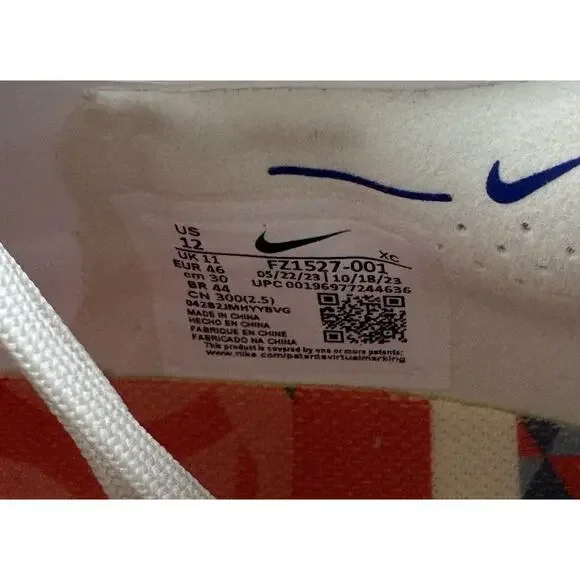 US
12
UK 11
EUR 46
cm 30
BR 44
CN 300(2.5)
XC
FZ1527-001
05/22/23 | 10/18/23
UPC 00196977244636
04282JMHYYBVG
MADE IN CHINA
HECHO EN CHINA
FABRIQUE EN CHINE
FABRICADO NA CHINA
This product is covered by one or more patents:
www.nike.com/patentsvirtualmarking